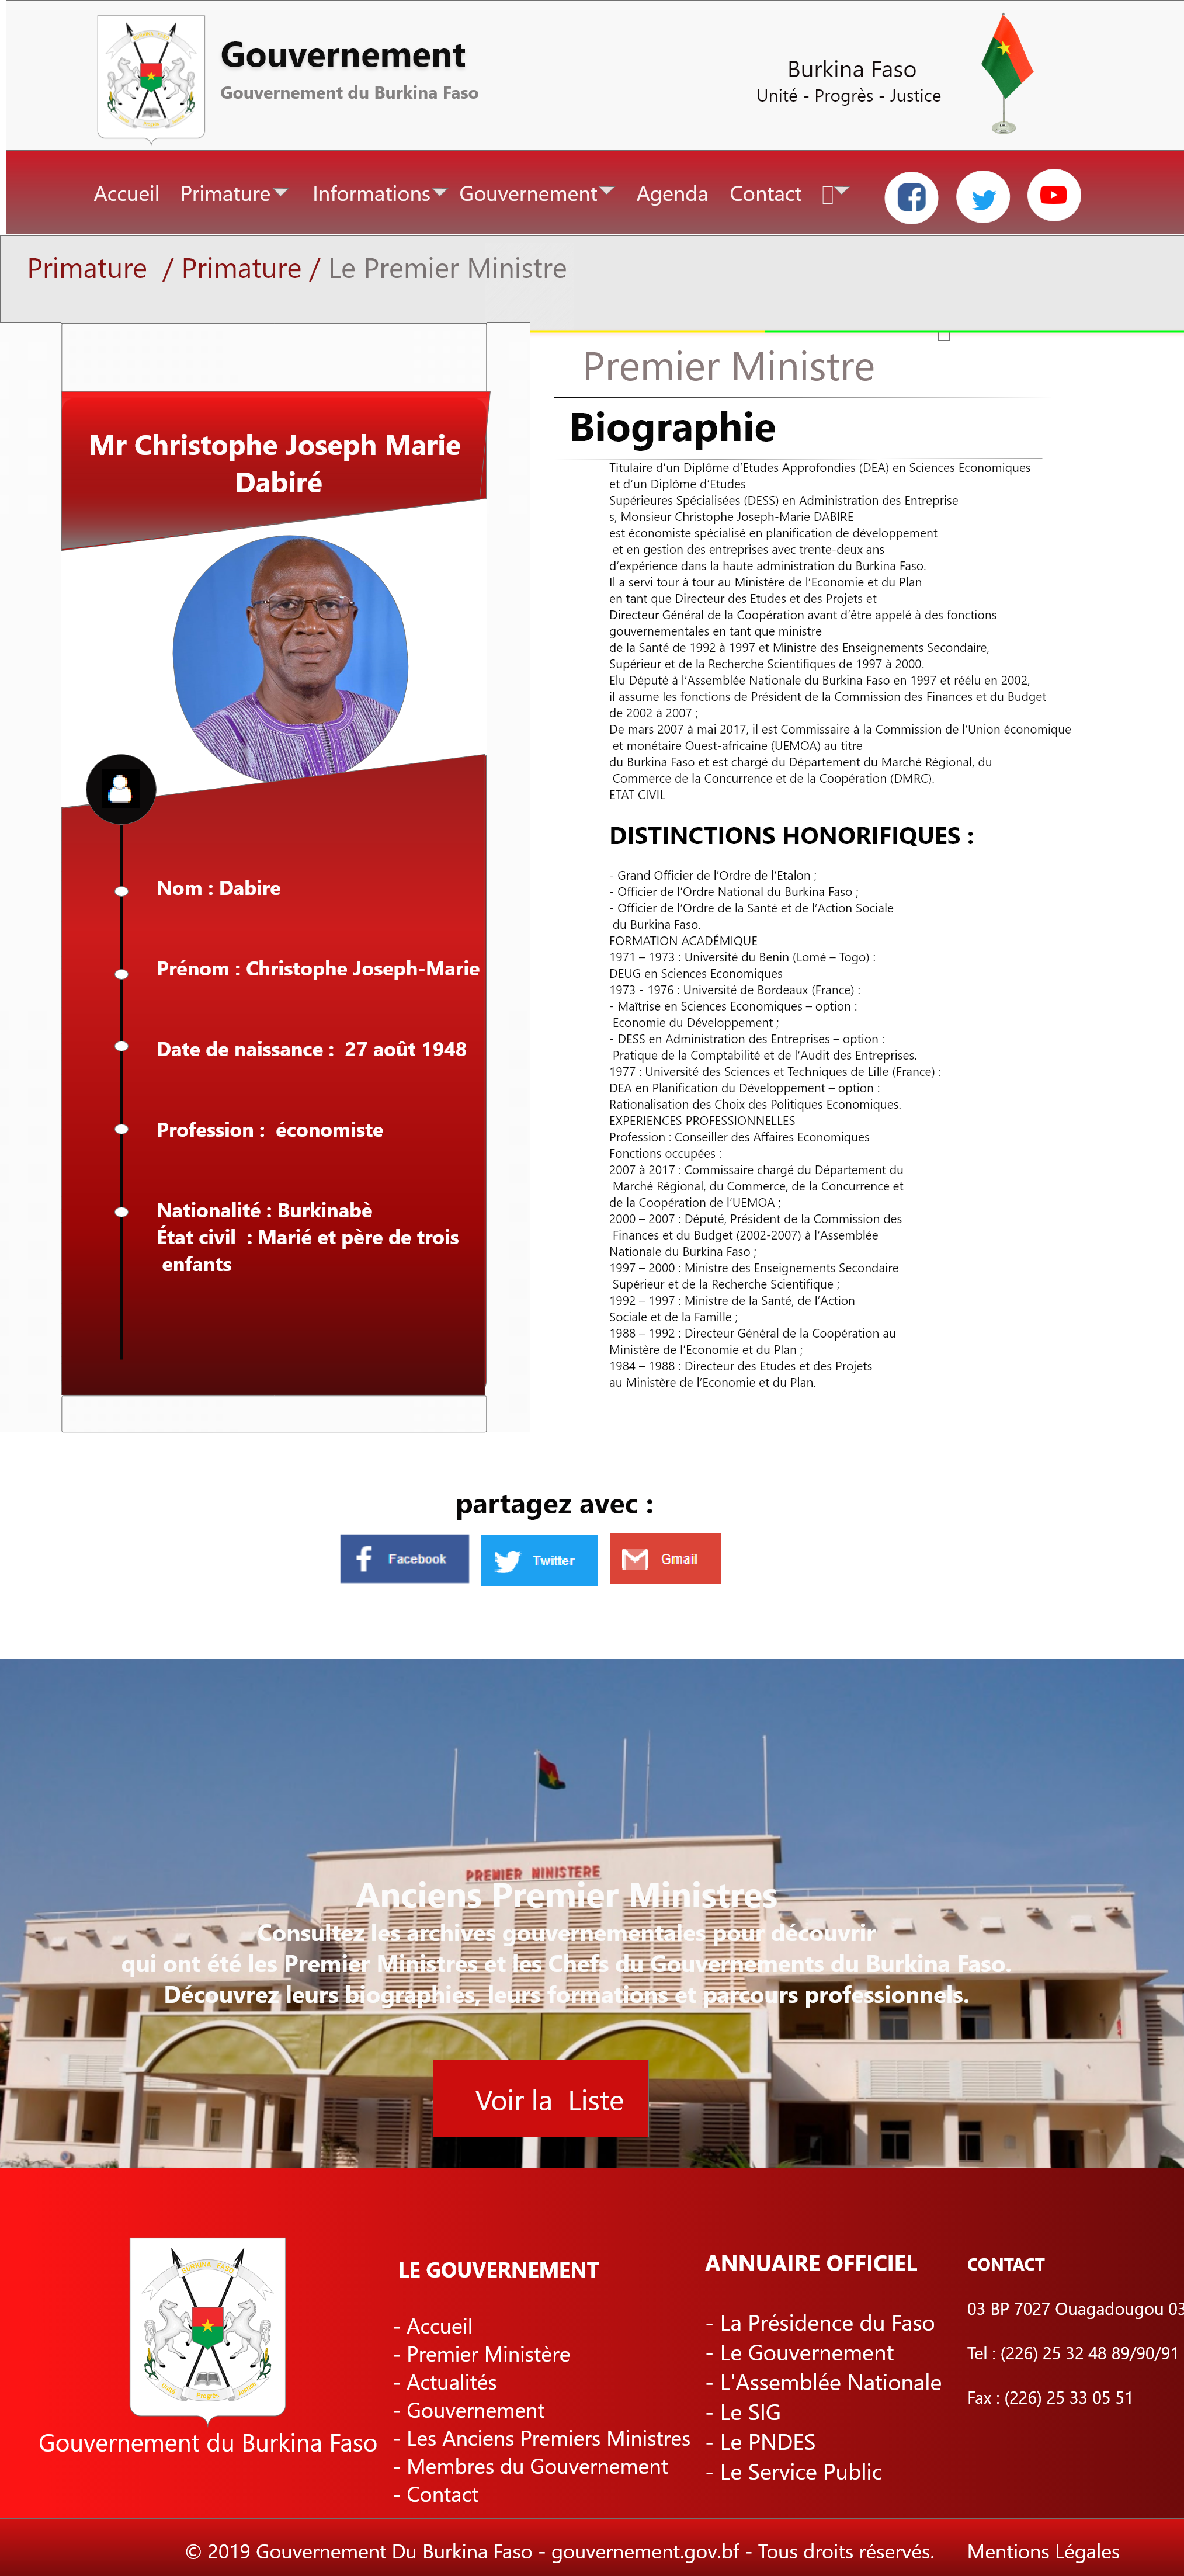 Gouvernement
Gouvernement du Burkina Faso
Burkina Faso
Unité - Progrès - Justice
Accueil Primature Informations Gouvernement Agenda Contact
Primature / Primature / Le Premier Ministre
Mr Christophe Joseph Marie
Dabiré
Nom : Dabire
Prénom : Christophe Joseph-Marie
Date de naissance : 27 août 1948
Profession : économiste
Nationalité : Burkinabè
État civil : Marié et père de trois
enfants
Premier Ministre
Biographie
Titulaire d'un Diplôme d'Etudes Approfondies (DEA) en Sciences Economiques
et d'un Diplôme d'Etudes
Supérieures Spécialisées (DESS) en Administration des Entreprise
s, Monsieur Christophe Joseph-Marie DABIRE
est économiste spécialisé en planification de développement
et en gestion des entreprises avec trente-deux ans
d'expérience dans la haute administration du Burkina Faso.
Il a servi tour à tour au Ministère de l'Economie et du Plan
en tant que Directeur des Etudes et des Projets et
Directeur Général de la Coopération avant d'être appelé à des fonctions
gouvernementales en tant que ministre
de la Santé de 1992 à 1997 et Ministre des Enseignements Secondaire,
Supérieur et de la Recherche Scientifiques de 1997 à 2000.
Elu Député à l'Assemblée Nationale du Burkina Faso en 1997 et réélu en 2002,
il assume les fonctions de Président de la Commission des Finances et du Budget
de 2002 à 2007 ;
De mars 2007 à mai 2017, il est Commissaire à la Commission de l'Union économique
et monétaire Ouest-africaine (UEMOA) au titre
du Burkina Faso et est chargé du Département du Marché Régional, du
Commerce de la Concurrence et de la Coopération (DMRC).
ETAT CIVIL
DISTINCTIONS HONORIFIQUES :
- Grand Officier de l'Ordre de l'Etalon ;
- Officier de l'Ordre National du Burkina Faso ;
- Officier de l'Ordre de la Santé et de l'Action Sociale
du Burkina Faso.
FORMATION ACADÉMIQUE
1971 – 1973 : Université du Benin (Lomé – Togo) :
DEUG en Sciences Economiques
1973 - 1976 : Université de Bordeaux (France) :
- Maîtrise en Sciences Economiques – option :
Economie du Développement ;
- DESS en Administration des Entreprises – option :
Pratique de la Comptabilité et de l'Audit des Entreprises.
1977 : Université des Sciences et Techniques de Lille (France) :
DEA en Planification du Développement – option :
Rationalisation des Choix des Politiques Economiques.
EXPERIENCES PROFESSIONNELLES
Profession : Conseiller des Affaires Economiques
Fonctions occupées :
2007 à 2017 : Commissaire chargé du Département du
Marché Régional, du Commerce, de la Concurrence et
de la Coopération de l'UEMOA ;
2000 – 2007 : Député, Président de la Commission des
Finances et du Budget (2002-2007) à l'Assemblée
Nationale du Burkina Faso ;
1997 – 2000 : Ministre des Enseignements Secondaire
Supérieur et de la Recherche Scientifique ;
1992 – 1997 : Ministre de la Santé, de l'Action
Sociale et de la Famille ;
1988 – 1992 : Directeur Général de la Coopération au
Ministère de l'Economie et du Plan ;
1984 – 1988 : Directeur des Etudes et des Projets
au Ministère de l'Economie et du Plan.
partagez avec :
Facebook Twitter Gmail
PREMIER MINISTERE
Anciens Premier Ministres
Consultez les archives gouvernementales pour découvrir
qui ont été les Premier Ministres et les Chefs du Gouvernements du Burkina Faso.
Découvrez leurs biographies, leurs formations et parcours professionnels.
Voir la Liste
BURKINA FASO
Unité Progrès Justice
Gouvernement du Burkina Faso
LE GOUVERNEMENT
- Accueil
- Premier Ministère
- Actualités
- Gouvernement
- Les Anciens Premiers Ministres
- Membres du Gouvernement
- Contact
ANNUAIRE OFFICIEL
- La Présidence du Faso
- Le Gouvernement
- L'Assemblée Nationale
- Le SIG
- Le PNDES
- Le Service Public
CONTACT
03 BP 7027 Ouagadougou 03
Tel : (226) 25 32 48 89/90/91
Fax : (226) 25 33 05 51
© 2019 Gouvernement Du Burkina Faso - gouvernement.gov.bf - Tous droits réservés. Mentions Légales